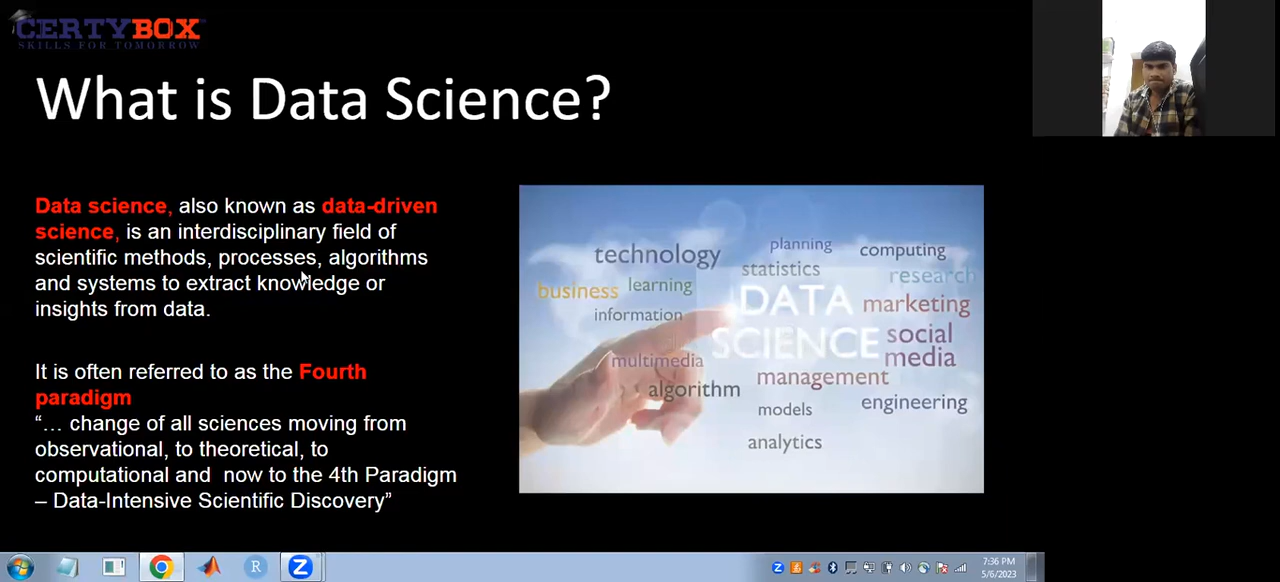 CERTYBOX
SKILLS FOR TOMORROW
What is Data Science?
Data science, also known as data-driven
science, is an interdisciplinary field of
scientific methods, processes, algorithms
and systems to extract knowledge or
insights from data.
It is often referred to as the Fourth
paradigm
“… change of all sciences moving from
observational, to theoretical, to
computational and now to the 4th Paradigm
– Data-Intensive Scientific Discovery”
technology
planning
computing
statistics
research
business
learning
DATA
marketing
information
SCIENCE
social
media
multimedia
management
algorithm
models
engineering
analytics
R
Z
Z
7:36 PM
5/6/2023